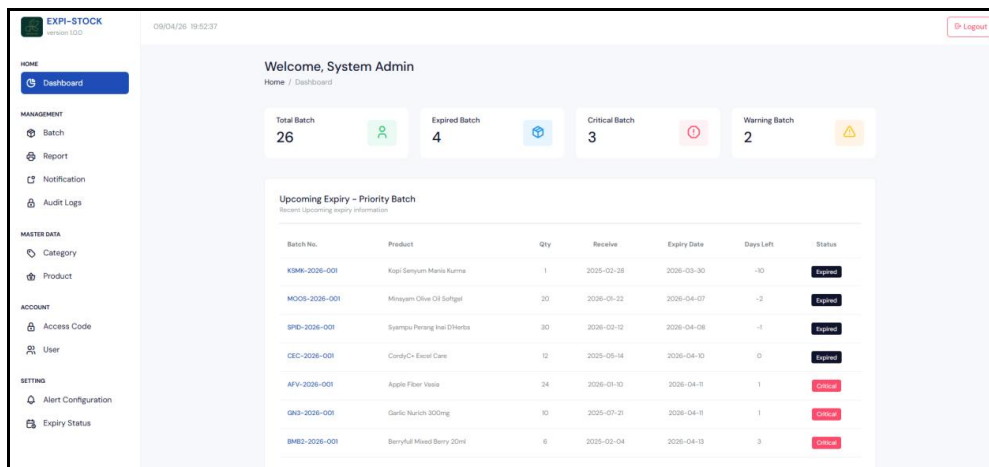 EXPI-STOCK
version 1.0.0
09/04/26 19:52:37
Logout
HOME
Dashboard
MANAGEMENT
Batch
Report
Notification
Audit Logs
MASTER DATA
Category
Product
ACCOUNT
Access Code
User
SETTING
Alert Configuration
Expiry Status
Welcome, System Admin
Home / Dashboard
Total Batch
26
Expired Batch
4
Critical Batch
3
Warning Batch
2
Upcoming Expiry - Priority Batch
Recent Upcoming expiry information
Batch No. Product Qty Receive Expiry Date Days Left Status
KSMK-2026-001 Kopi Senyum Manis Kurma 1 2025-02-28 2026-03-30 -10 Expired
MOOS-2026-001 Minayam Olive Oil Softgel 20 2026-01-22 2026-04-07 -2 Expired
SPID-2026-001 Syampu Perang Inai D'Herbs 30 2026-02-12 2026-04-08 -1 Expired
CEC-2026-001 CordyC+ Excel Care 12 2025-05-14 2026-04-10 0 Expired
AFV-2026-001 Apple Fiber Vaaia 24 2026-01-10 2026-04-11 1 Critical
GN3-2026-001 Garlic Nurich 300mg 10 2025-07-21 2026-04-11 1 Critical
BMB2-2026-001 Berryfull Mixed Berry 20ml 6 2025-02-04 2026-04-13 3 Critical